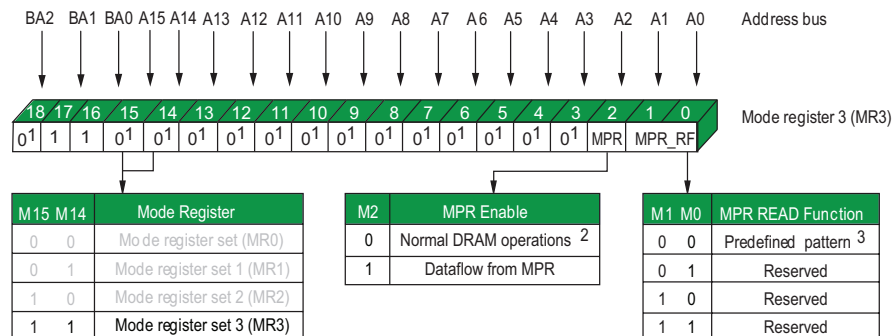 BA2 BA1 BA0 A15 A14 A13 A12 A11 A10 A9 A8 A7 A6 A5 A4 A3 A2 A1 A0 Address bus
18 17 16 15 14 13 12 11 10 9 8 7 6 5 4 3 2 1 0
Mode register 3 (MR3)
0¹ 1 1 0¹ 0¹ 0¹ 0¹ 0¹ 0¹ 0¹ 0¹ 0¹ 0¹ 0¹ 0¹ 0¹ MPR MPR_RF
M15 M14 Mode Register
0 0 Mode register set (MR0)
0 1 Mode register set 1 (MR1)
1 0 Mode register set 2 (MR2)
1 1 Mode register set 3 (MR3)
M2 MPR Enable
0 Normal DRAM operations ²
1 Dataflow from MPR
M1 M0 MPR READ Function
0 0 Predefined pattern ³
0 1 Reserved
1 0 Reserved
1 1 Reserved